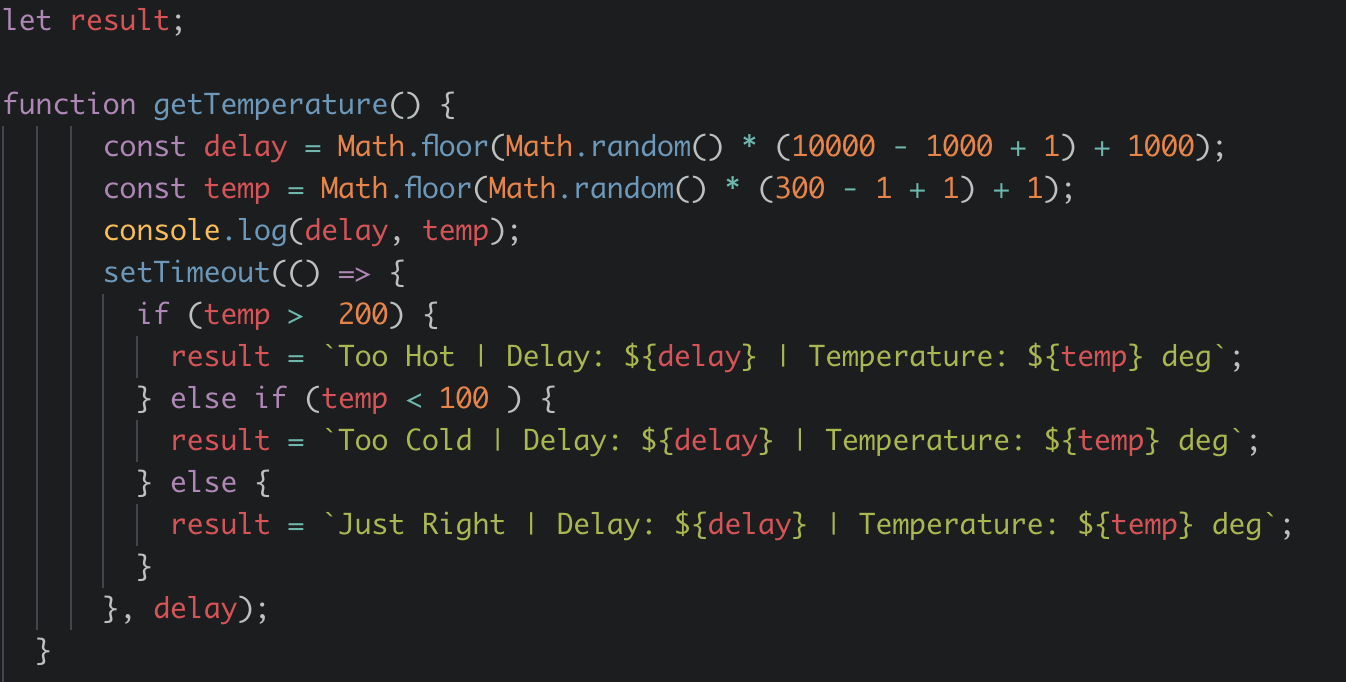 let result;
function getTemperature() {
const delay = Math.floor(Math.random() * (10000 - 1000 + 1) + 1000);
const temp = Math.floor(Math.random() * (300 - 1 + 1) + 1);
console.log(delay, temp);
setTimeout(() => {
if (temp >  200) {
result = `Too Hot | Delay: ${delay} | Temperature: ${temp} deg`;
} else if (temp < 100 ) {
result = `Too Cold | Delay: ${delay} | Temperature: ${temp} deg`;
} else {
result = `Just Right | Delay: ${delay} | Temperature: ${temp} deg`;
}
}, delay);
}